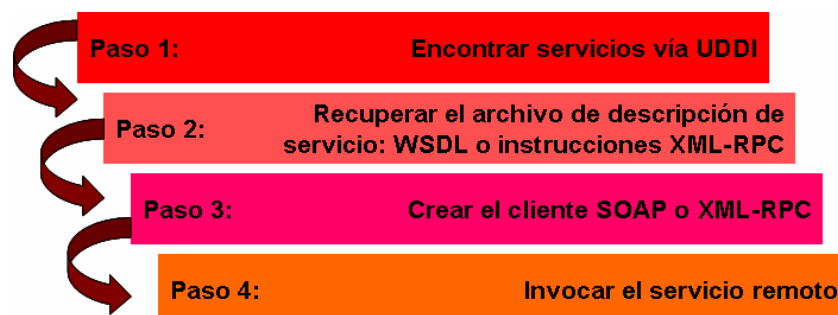 Paso 1: Encontrar servicios vía UDDI
Paso 2: Recuperar el archivo de descripción de
servicio: WSDL o instrucciones XML-RPC
Paso 3: Crear el cliente SOAP o XML-RPC
Paso 4: Invocar el servicio remoto